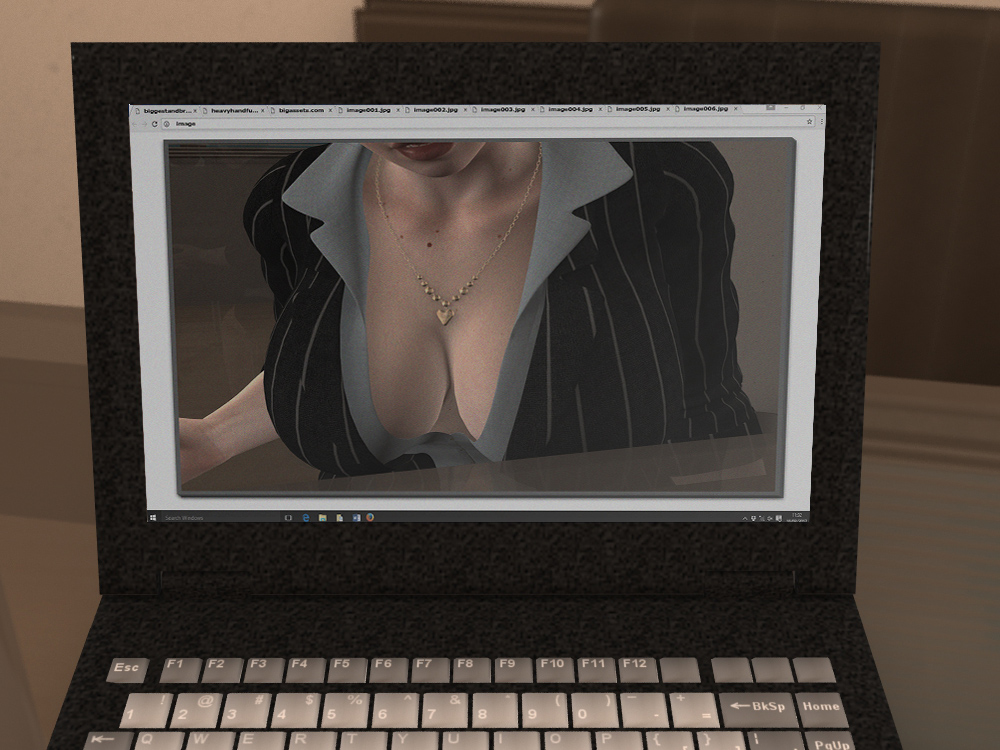 biggestandbr... heavyhandfu... bigassets.com image001.jpg image002.jpg image003.jpg image004.jpg image005.jpg image006.jpg
image
Search Windows
11:52
Esc F1 F2 F3 F4 F5 F6 F7 F8 F9 F10 F11 F12
! @ # $ % ^ & * ( ) — +
1 2 3 4 5 6 7 8 9 0 - = ←BkSp Home
Q W E R T Y U I O P { } | PgUp